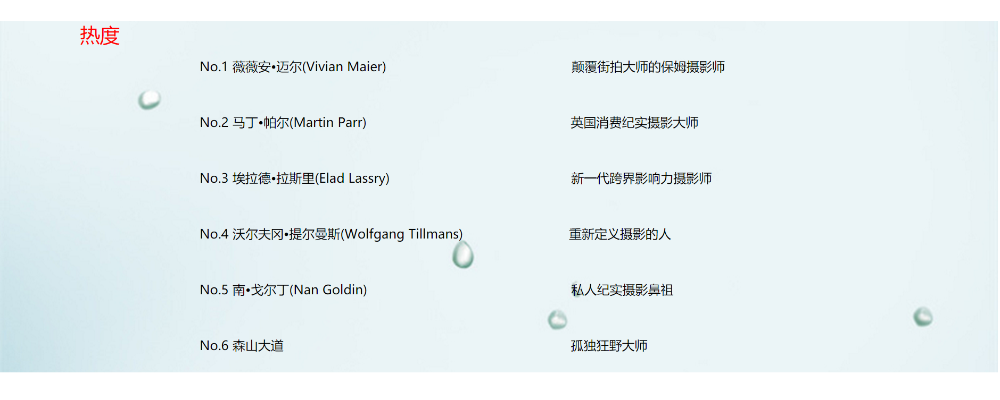 热度
No.1 薇薇安•迈尔(Vivian Maier) 颠覆街拍大师的保姆摄影师
No.2 马丁•帕尔(Martin Parr) 英国消费纪实摄影大师
No.3 埃拉德•拉斯里(Elad Lassry) 新一代跨界影响力摄影师
No.4 沃尔夫冈•提尔曼斯(Wolfgang Tillmans) 重新定义摄影的人
No.5 南•戈尔丁(Nan Goldin) 私人纪实摄影鼻祖
No.6 森山大道 孤独狂野大师